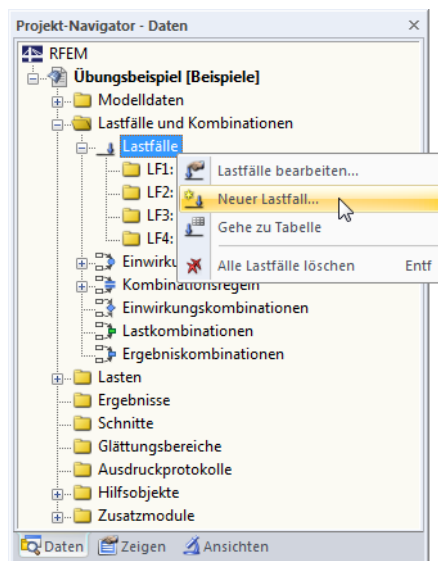 Projekt-Navigator - Daten
RFEM
Übungsbeispiel [Beispiele]
Modelldaten
Lastfälle und Kombinationen
Lastfälle
LF1:
Lastfälle bearbeiten...
LF2:
Neuer Lastfall...
LF3:
Gehe zu Tabelle
LF4:
Alle Lastfälle löschen Entf
Kombinationsregeln
Einwirkungskombinationen
Lastkombinationen
Ergebniskombinationen
Lasten
Ergebnisse
Schnitte
Glättungsbereiche
Ausdruckprotokolle
Hilfsobjekte
Zusatzmodule
Daten Zeigen Ansichten